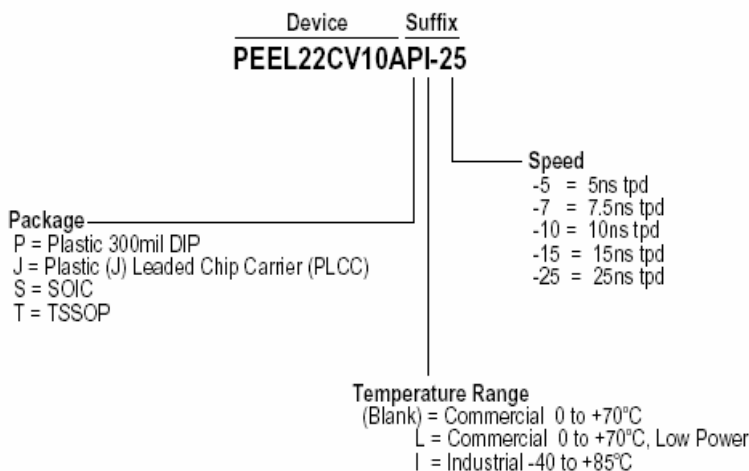 Device Suffix
PEEL22CV10API-25
Speed
-5 = 5ns tpd
-7 = 7.5ns tpd
-10 = 10ns tpd
-15 = 15ns tpd
-25 = 25ns tpd
Package
P = Plastic 300mil DIP
J = Plastic (J) Leaded Chip Carrier (PLCC)
S = SOIC
T = TSSOP
Temperature Range
(Blank) = Commercial 0 to +70°C
L = Commercial 0 to +70°C, Low Power
I = Industrial -40 to +85°C